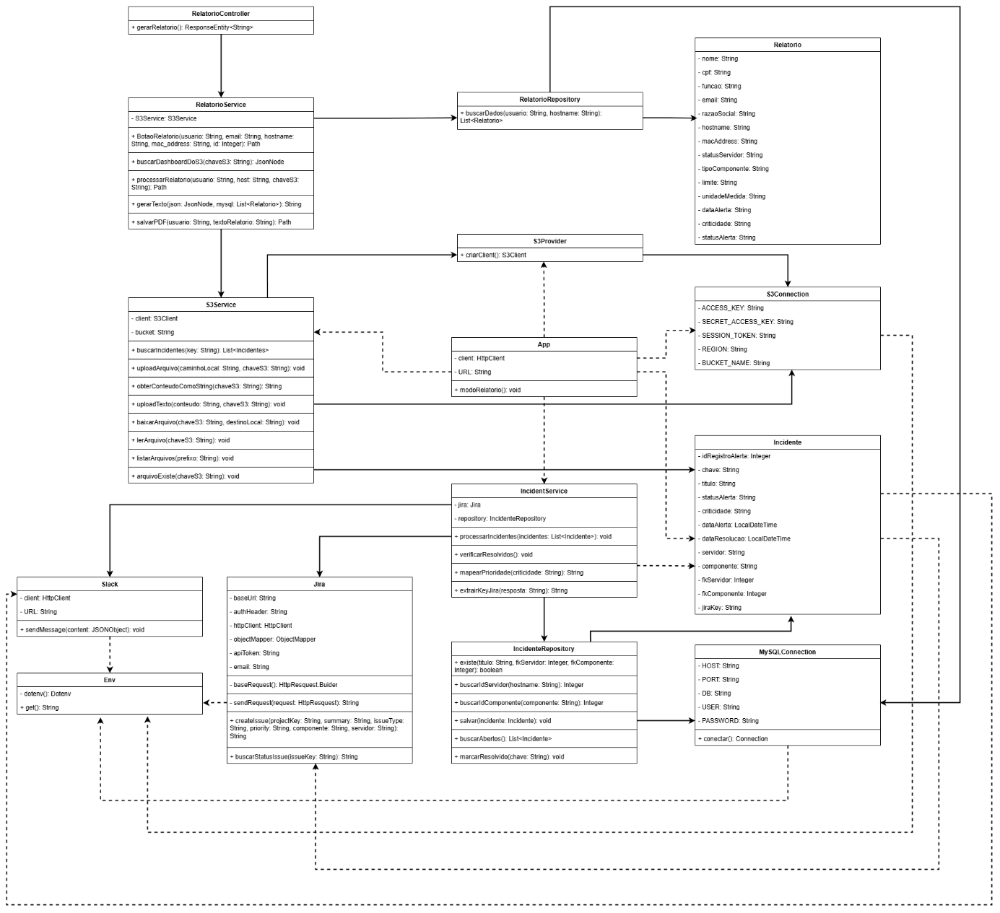 RelatorioController
+ gerarRelatorio(): ResponseEntity<String>
RelatorioService
- S3Service: S3Service
+ BotaoRelatorio(usuario: String, email: String, hostname:
String, mac_address: String, id: Integer): Path
+ buscarDashboardDoS3(chaveS3: String): JsonNode
+ processarRelatorio(usuario: String, host: String, chaveS3:
String): Path
+ gerarTexto(json: JsonNode, mysql: List<Relatorio>): String
+ salvarPDF(usuario: String, textoRelatorio: String): Path
RelatorioRepository
+ buscarDados(usuario: String, hostname: String):
List<Relatorio>
Relatorio
- nome: String
- cpf: String
- funcao: String
- email: String
- razaoSocial: String
- hostname: String
- macAddress: String
- statusServidor: String
- tipoComponente: String
- limite: String
- unidadeMedida: String
- dataAlerta: String
- criticidade: String
- statusAlerta: String
S3Provider
+ criarClient(): S3Client
S3Connection
- ACCESS_KEY: String
- SECRET_ACCESS_KEY: String
- SESSION_TOKEN: String
- REGION: String
- BUCKET_NAME: String
S3Service
- client: S3Client
- bucket: String
+ buscarIncidentes(key: String): List<Incidentes>
+ uploadArquivo(caminhoLocal: String, chaveS3: String): void
+ obterConteudoComoString(chaveS3: String): String
+ uploadTexto(conteudo: String, chaveS3: String): void
+ baixarArquivo(chaveS3: String, destinoLocal: String): void
+ lerArquivo(chaveS3: String): void
+ listarArquivos(prefixo: String): void
+ arquivoExiste(chaveS3: String): void
App
- client: HttpClient
- URL: String
+ modoRelatorio(): void
Incidente
- idRegistroAlerta: Integer
- chave: String
- titulo: String
- statusAlerta: String
- criticidade: String
- dataAlerta: LocalDateTime
- dataResolucao: LocalDateTime
- servidor: String
- componente: String
- fkServidor: Integer
- fkComponente: Integer
- jiraKey: String
IncidentService
- jira: Jira
- repository: IncidenteRepository
+ processarIncidentes(incidentes: List<Incidente>): void
+ verificarResolvidos(): void
+ mapearPrioridade(criticidade: String): String
+ extrairKeyJira(resposta: String): String
Slack
- client: HttpClient
- URL: String
+ sendMessage(content: JSONObject): void
Jira
- baseUrl: String
- authHeader: String
- httpClient: HttpClient
- objectMapper: ObjectMapper
- apiToken: String
- email: String
- baseRequest(): HttpResquest.Buider
- sendRequest(request: HttpResquest): String
+ createIssue(projectKey: String, summary: String, issueType:
String, priority: String, componente: String, servidor: String):
String
+ buscarStatusIssue(issueKey: String): String
Env
- dotenv(): Dotenv
+ get(): String
IncidenteRepository
+ existe(titulo: String, fkServidor: Integer, fkComponente:
Integer): boolean
+ buscarIdServidor(hostname: String): Integer
+ buscarIdComponente(componente: String): Integer
+ salvar(incidente: Incidente): void
+ buscarAbertos(): List<Incidente>
+ marcarResolvido(chave: String): void
MySQLConnection
- HOST: String
- PORT: String
- DB: String
- USER: String
- PASSWORD: String
+ conectar(): Connection